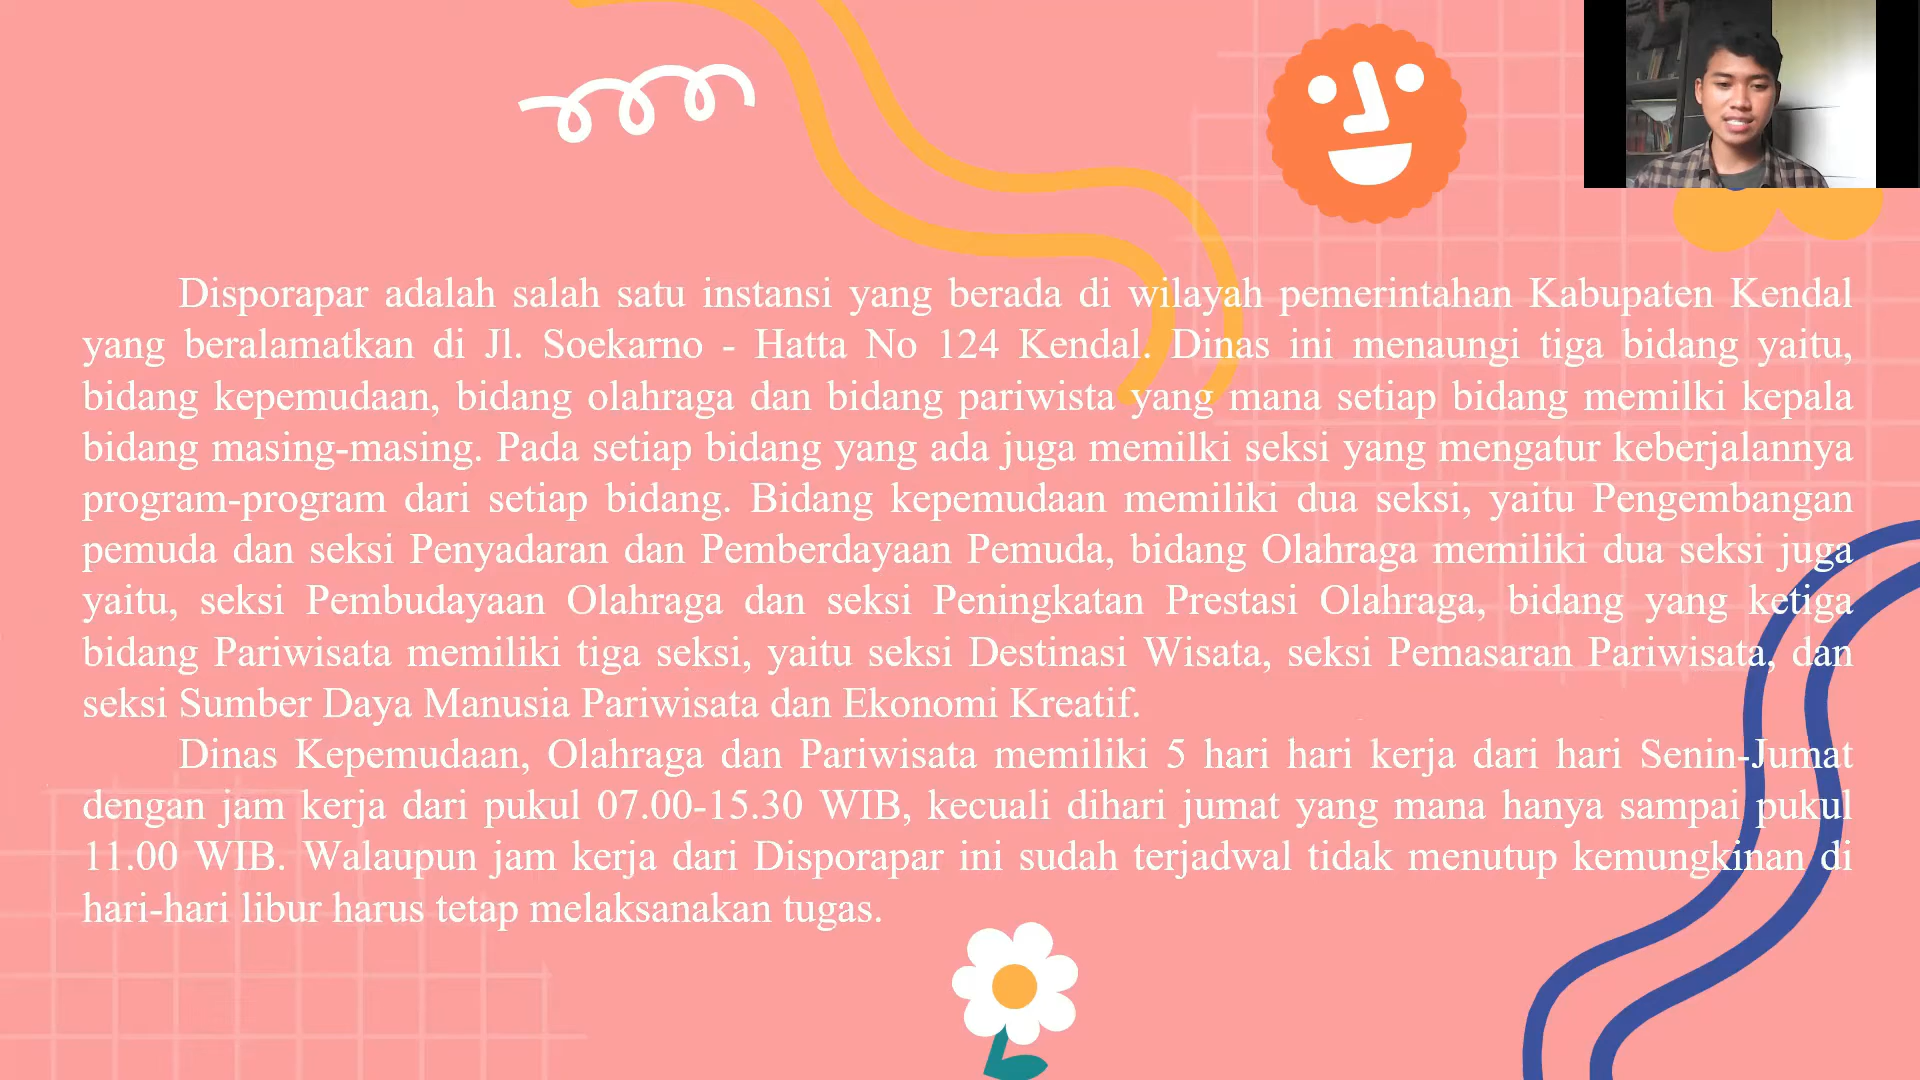 Disporapar adalah salah satu instansi yang berada di wilayah pemerintahan Kabupaten Kendal
yang beralamatkan di Jl. Soekarno - Hatta No 124 Kendal. Dinas ini menaungi tiga bidang yaitu,
bidang kepemudaan, bidang olahraga dan bidang pariwista yang mana setiap bidang memilki kepala
bidang masing-masing. Pada setiap bidang yang ada juga memilki seksi yang mengatur keberjalannya
program-program dari setiap bidang. Bidang kepemudaan memiliki dua seksi, yaitu Pengembangan
pemuda dan seksi Penyadaran dan Pemberdayaan Pemuda, bidang Olahraga memiliki dua seksi juga
yaitu, seksi Pembudayaan Olahraga dan seksi Peningkatan Prestasi Olahraga, bidang yang ketiga
bidang Pariwisata memiliki tiga seksi, yaitu seksi Destinasi Wisata, seksi Pemasaran Pariwisata, dan
seksi Sumber Daya Manusia Pariwisata dan Ekonomi Kreatif.
Dinas Kepemudaan, Olahraga dan Pariwisata memiliki 5 hari hari kerja dari hari Senin-Jumat
dengan jam kerja dari pukul 07.00-15.30 WIB, kecuali dihari jumat yang mana hanya sampai pukul
11.00 WIB. Walaupun jam kerja dari Disporapar ini sudah terjadwal tidak menutup kemungkinan di
hari-hari libur harus tetap melaksanakan tugas.